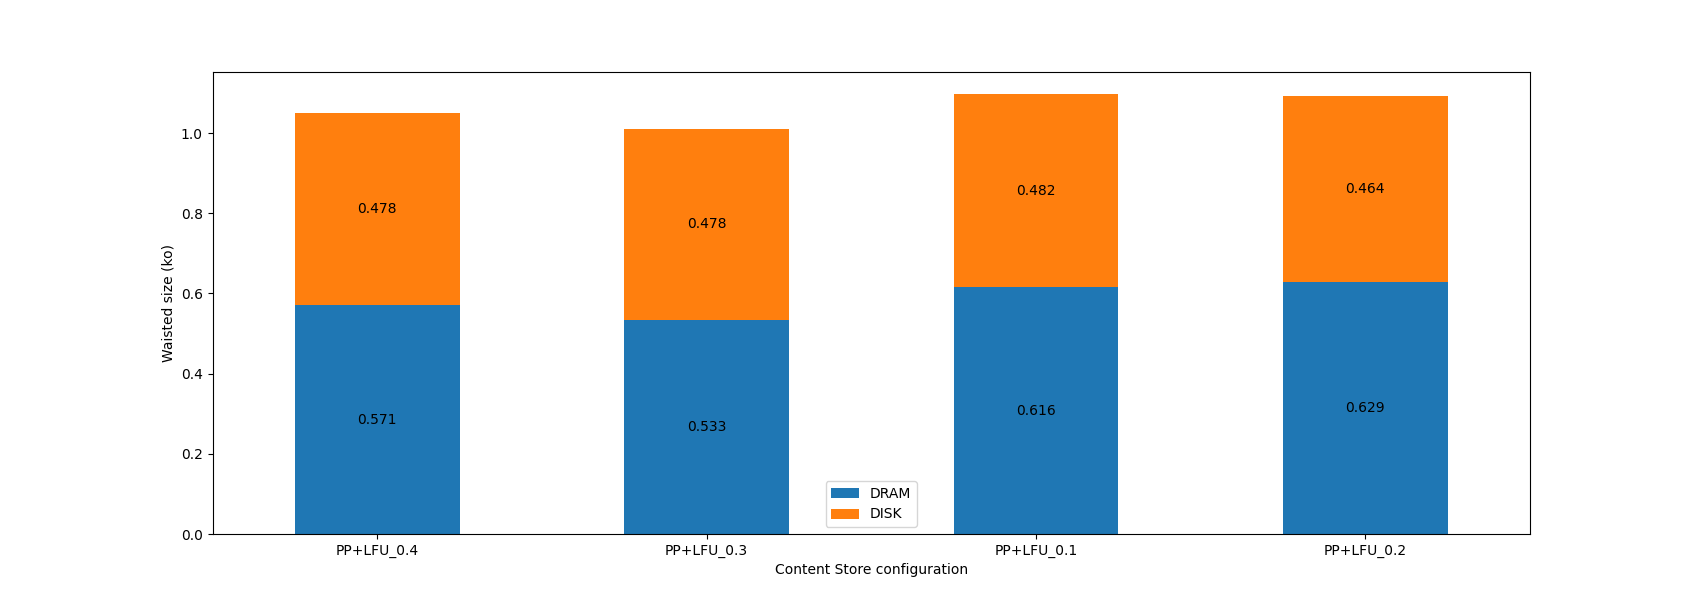 1.0
0.8
0.6
0.4
0.2
0.0
Waisted size (ko)
0.478
0.478
0.482
0.464
0.571
0.533
0.616
0.629
DRAM
DISK
PP+LFU_0.4
PP+LFU_0.3
PP+LFU_0.1
PP+LFU_0.2
Content Store configuration